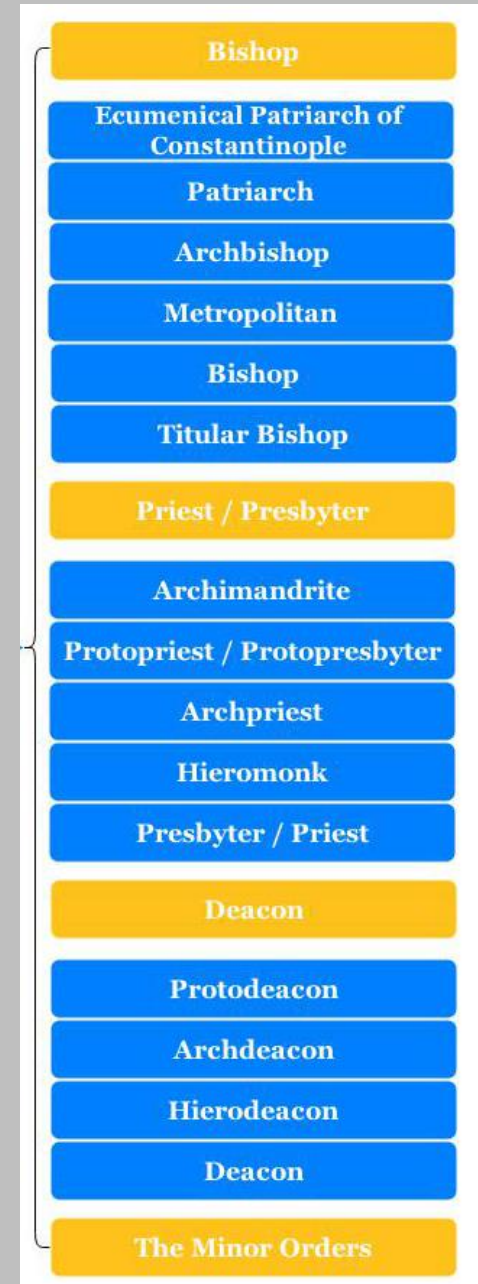 Bishop
Ecumenical Patriarch of
Constantinople
Patriarch
Archbishop
Metropolitan
Bishop
Titular Bishop
Priest / Presbyter
Archimandrite
Protopriest / Protopresbyter
Archpriest
Hieromonk
Presbyter / Priest
Deacon
Protodeacon
Archdeacon
Hierodeacon
Deacon
The Minor Orders